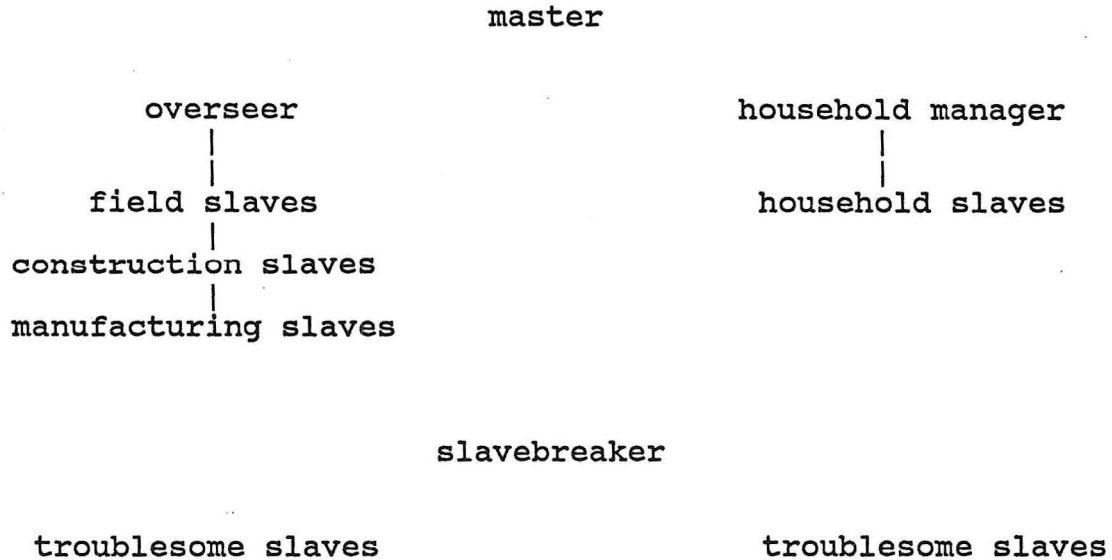 master
overseer household manager
field slaves household slaves
construction slaves
manufacturing slaves
slavebreaker
troublesome slaves troublesome slaves